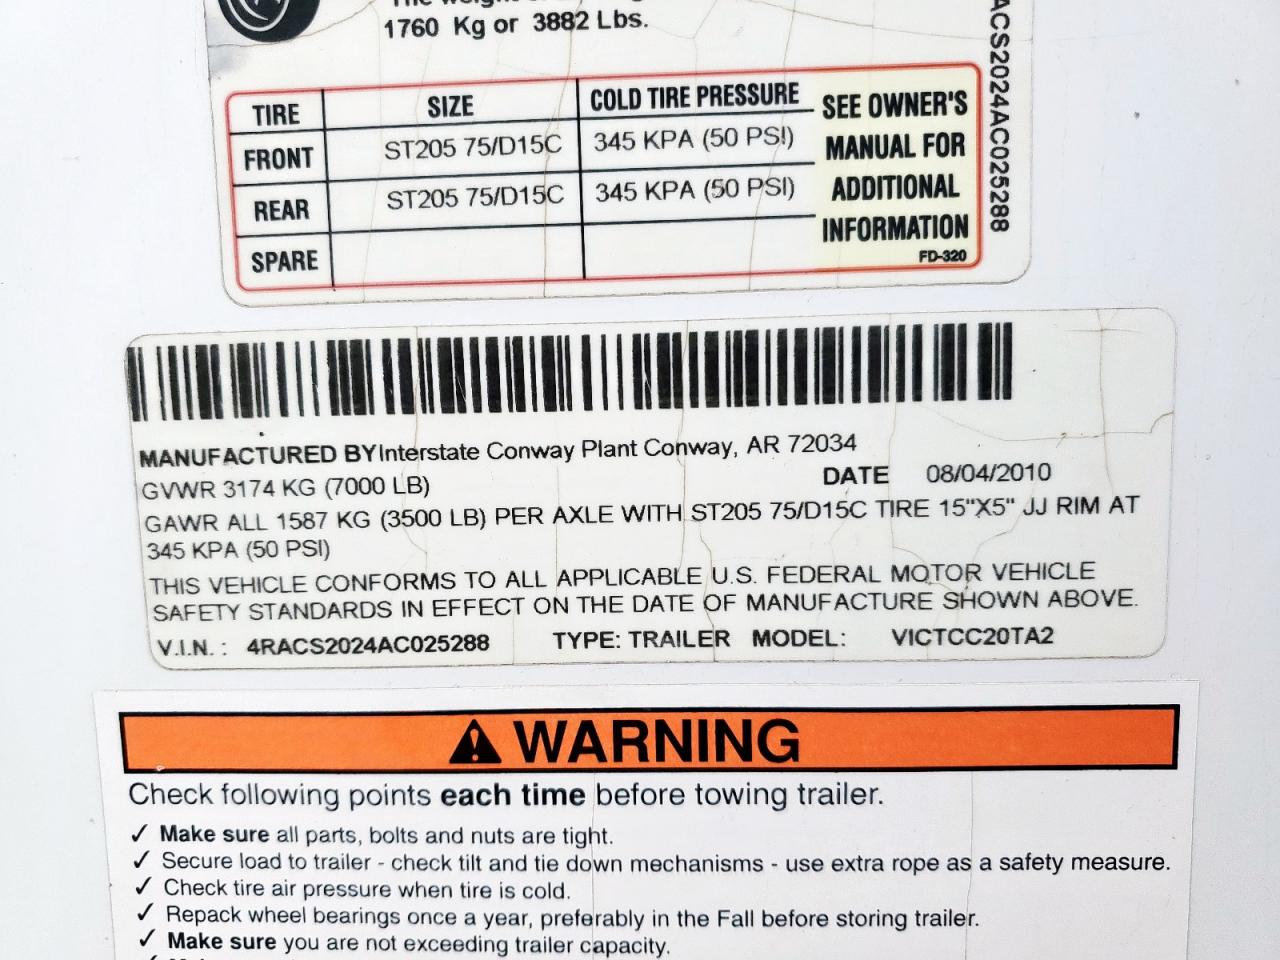 1760 Kg or 3882 Lbs.
TIRE SIZE COLD TIRE PRESSURE
FRONT ST205 75/D15C 345 KPA (50 PSI)
REAR ST205 75/D15C 345 KPA (50 PSI)
SPARE
SEE OWNER'S
MANUAL FOR
ADDITIONAL
INFORMATION
FD-320
ACS2024AC025288
MANUFACTURED BY Interstate Conway Plant Conway, AR 72034
GVWR 3174 KG (7000 LB) DATE 08/04/2010
GAWR ALL 1587 KG (3500 LB) PER AXLE WITH ST205 75/D15C TIRE 15"X5" JJ RIM AT
345 KPA (50 PSI)
THIS VEHICLE CONFORMS TO ALL APPLICABLE U.S. FEDERAL MOTOR VEHICLE
SAFETY STANDARDS IN EFFECT ON THE DATE OF MANUFACTURE SHOWN ABOVE.
V.I.N. : 4RACS2024AC025288 TYPE: TRAILER MODEL: VICTCC20TA2
WARNING
Check following points each time before towing trailer.
✓ Make sure all parts, bolts and nuts are tight.
✓ Secure load to trailer - check tilt and tie down mechanisms - use extra rope as a safety measure.
✓ Check tire air pressure when tire is cold.
✓ Repack wheel bearings once a year, preferably in the Fall before storing trailer.
✓ Make sure you are not exceeding trailer capacity.